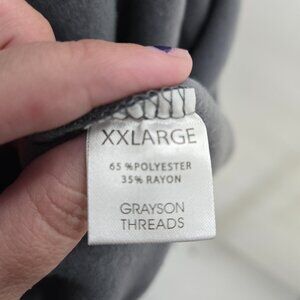 XXLARGE
65 %POLYESTER
35% RAYON
GRAYSON
THREADS